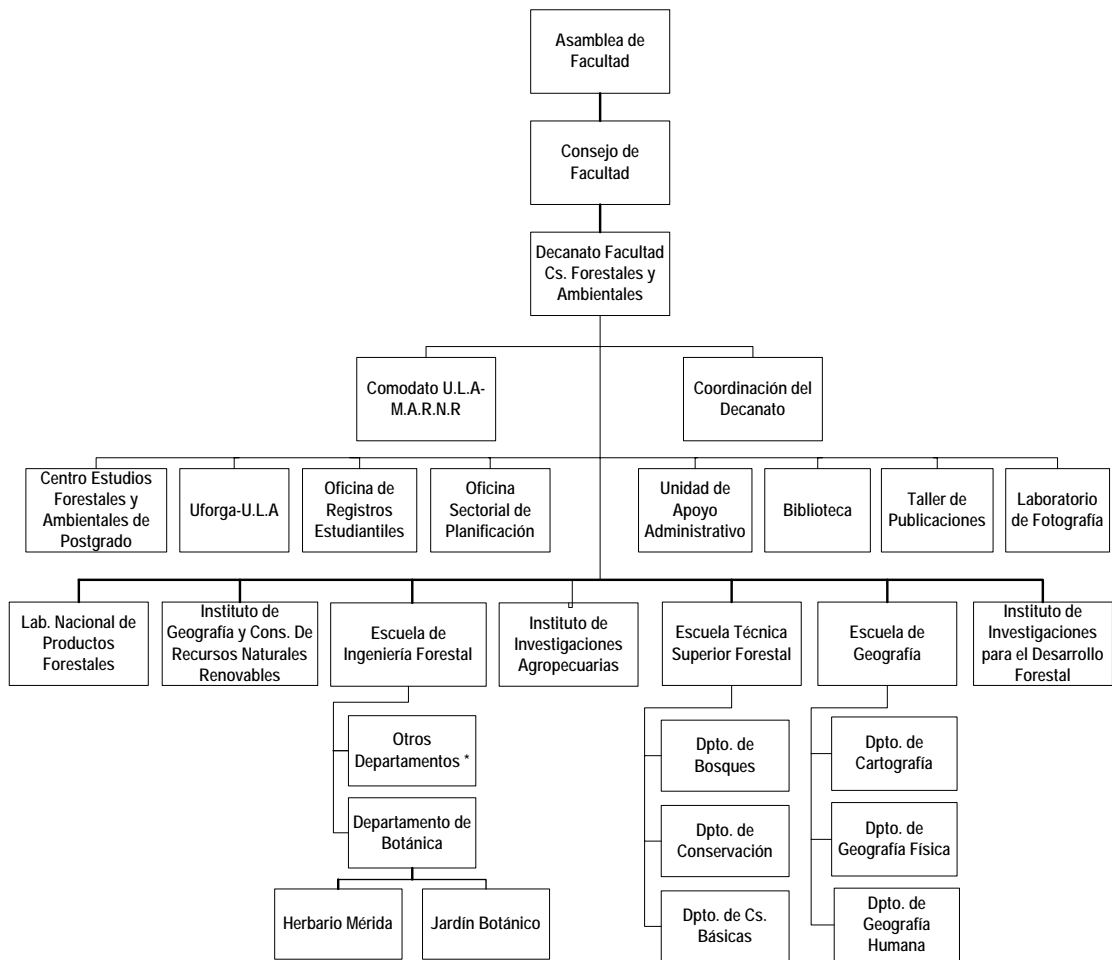 Asamblea de
Facultad
Consejo de
Facultad
Decanato Facultad
Cs. Forestales y
Ambientales
Comodato U.L.A-
M.A.R.N.R
Coordinación del
Decanato
Centro Estudios
Forestales y
Ambientales de
Postgrado
Uforga-U.L.A
Oficina de
Registros
Estudiantiles
Oficina
Sectorial de
Planificación
Unidad de
Apoyo
Administrativo
Biblioteca
Taller de
Publicaciones
Laboratorio
de Fotografía
Lab. Nacional de
Productos
Forestales
Instituto de
Geografía y Cons. De
Recursos Naturales
Renovables
Escuela de
Ingeniería Forestal
Instituto de
Investigaciones
Agropecuarias
Escuela Técnica
Superior Forestal
Escuela de
Geografía
Instituto de
Investigaciones
para el Desarrollo
Forestal
Otros
Departamentos *
Departamento de
Botánica
Herbario Mérida
Jardín Botánico
Dpto. de
Bosques
Dpto. de
Conservación
Dpto. de Cs.
Básicas
Dpto. de
Cartografía
Dpto. de
Geografía Física
Dpto. de
Geografía
Humana